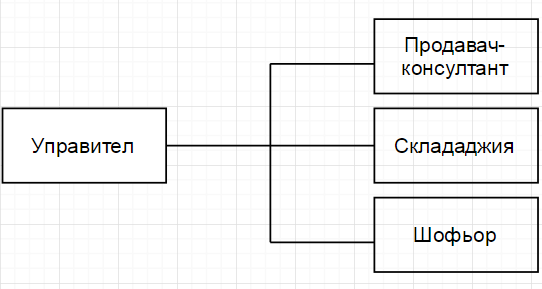 Управител
Продавач-
консултант
Склададжия
Шофьор